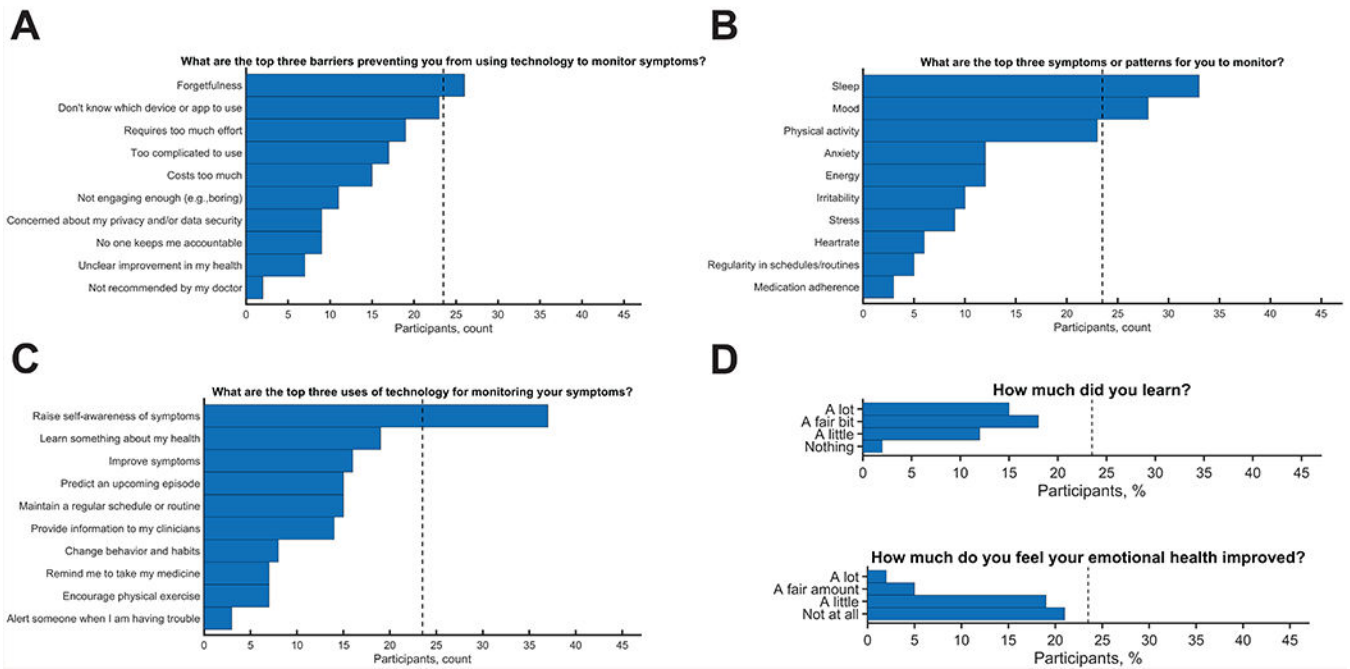 A
What are the top three barriers preventing you from using technology to monitor symptoms?
Forgetfulness
Don't know which device or app to use
Requires too much effort
Too complicated to use
Costs too much
Not engaging enough (e.g.,boring)
Concerned about my privacy and/or data security
No one keeps me accountable
Unclear improvement in my health
Not recommended by my doctor
0 5 10 15 20 25 30 35 40 45
Participants, count
B
What are the top three symptoms or patterns for you to monitor?
Sleep
Mood
Physical activity
Anxiety
Energy
Irritability
Stress
Heartrate
Regularity in schedules/routines
Medication adherence
0 5 10 15 20 25 30 35 40 45
Participants, count
C
What are the top three uses of technology for monitoring your symptoms?
Raise self-awareness of symptoms
Learn something about my health
Improve symptoms
Predict an upcoming episode
Maintain a regular schedule or routine
Provide information to my clinicians
Change behavior and habits
Remind me to take my medicine
Encourage physical exercise
Alert someone when I am having trouble
0 5 10 15 20 25 30 35 40 45
Participants, count
D
How much did you learn?
A lot
A fair bit
A little
Nothing
0 5 10 15 20 25 30 35 40 45
Participants, %
How much do you feel your emotional health improved?
A lot
A fair amount
A little
Not at all
0 5 10 15 20 25 30 35 40 45
Participants, %